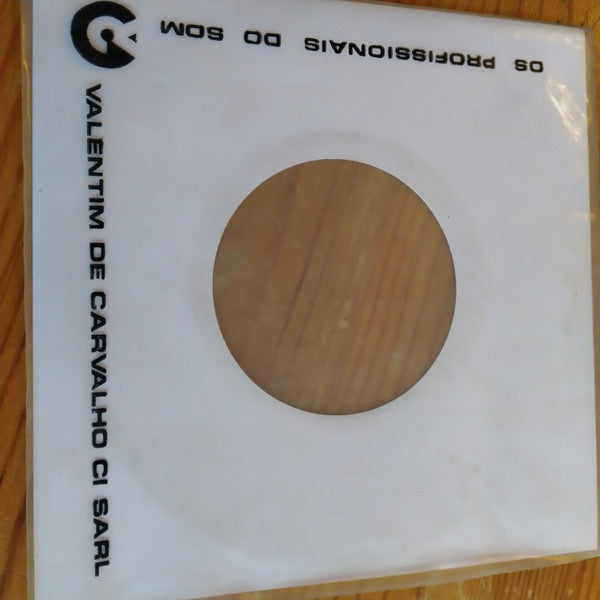 OS PROFISSIONAIS DO SOM
VALENTIM DE CARVALHO CI SARL